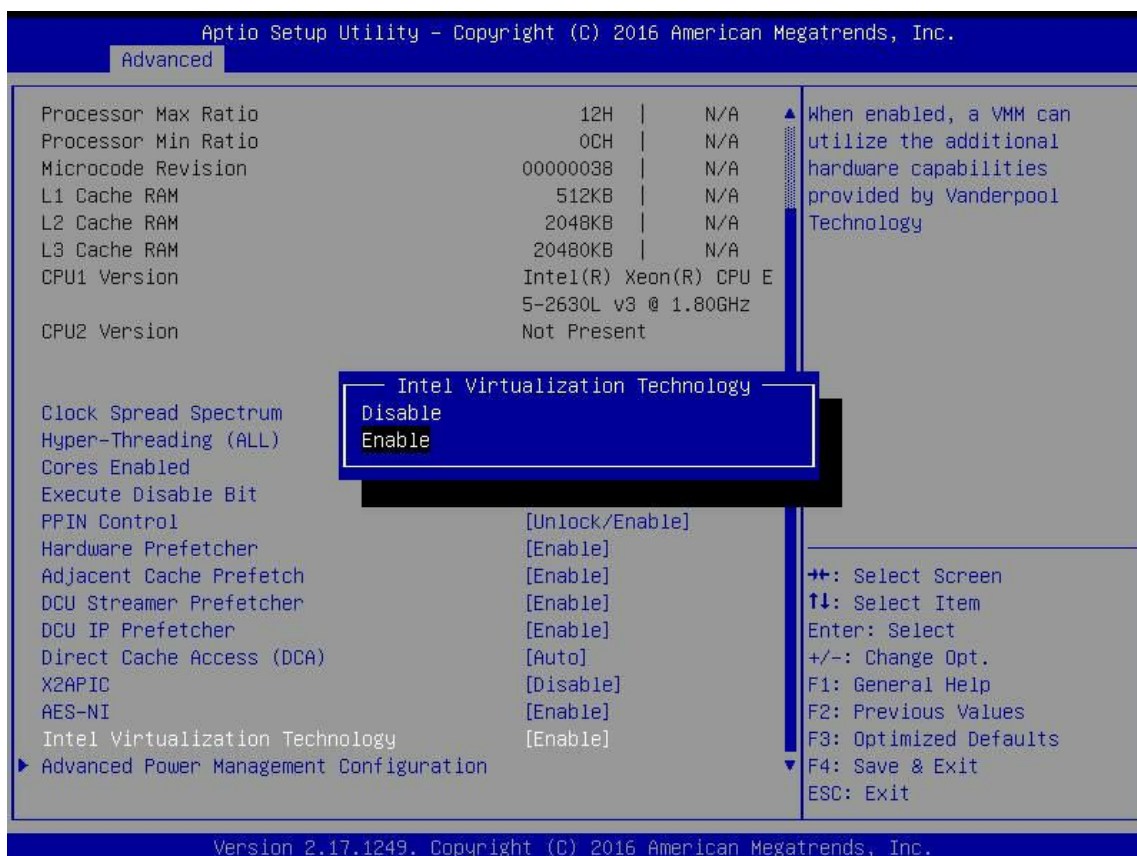 Aptio Setup Utility – Copyright (C) 2016 American Megatrends, Inc.
Advanced
Processor Max Ratio 12H | N/A
Processor Min Ratio 0CH | N/A
Microcode Revision 00000038 | N/A
L1 Cache RAM 512KB | N/A
L2 Cache RAM 2048KB | N/A
L3 Cache RAM 20480KB | N/A
CPU1 Version Intel(R) Xeon(R) CPU E
5-2630L v3 @ 1.80GHz
CPU2 Version Not Present
Clock Spread Spectrum
Hyper-Threading (ALL)
Cores Enabled
Execute Disable Bit
PPIN Control [Unlock/Enable]
Hardware Prefetcher [Enable]
Adjacent Cache Prefetch [Enable]
DCU Streamer Prefetcher [Enable]
DCU IP Prefetcher [Enable]
Direct Cache Access (DCA) [Auto]
X2APIC [Disable]
AES-NI [Enable]
Intel Virtualization Technology [Enable]
Advanced Power Management Configuration
Intel Virtualization Technology
Disable
Enable
When enabled, a VMM can
utilize the additional
hardware capabilities
provided by Vanderpool
Technology
→←: Select Screen
↑↓: Select Item
Enter: Select
+/-: Change Opt.
F1: General Help
F2: Previous Values
F3: Optimized Defaults
F4: Save & Exit
ESC: Exit
Version 2.17.1249. Copyright (C) 2016 American Megatrends, Inc.